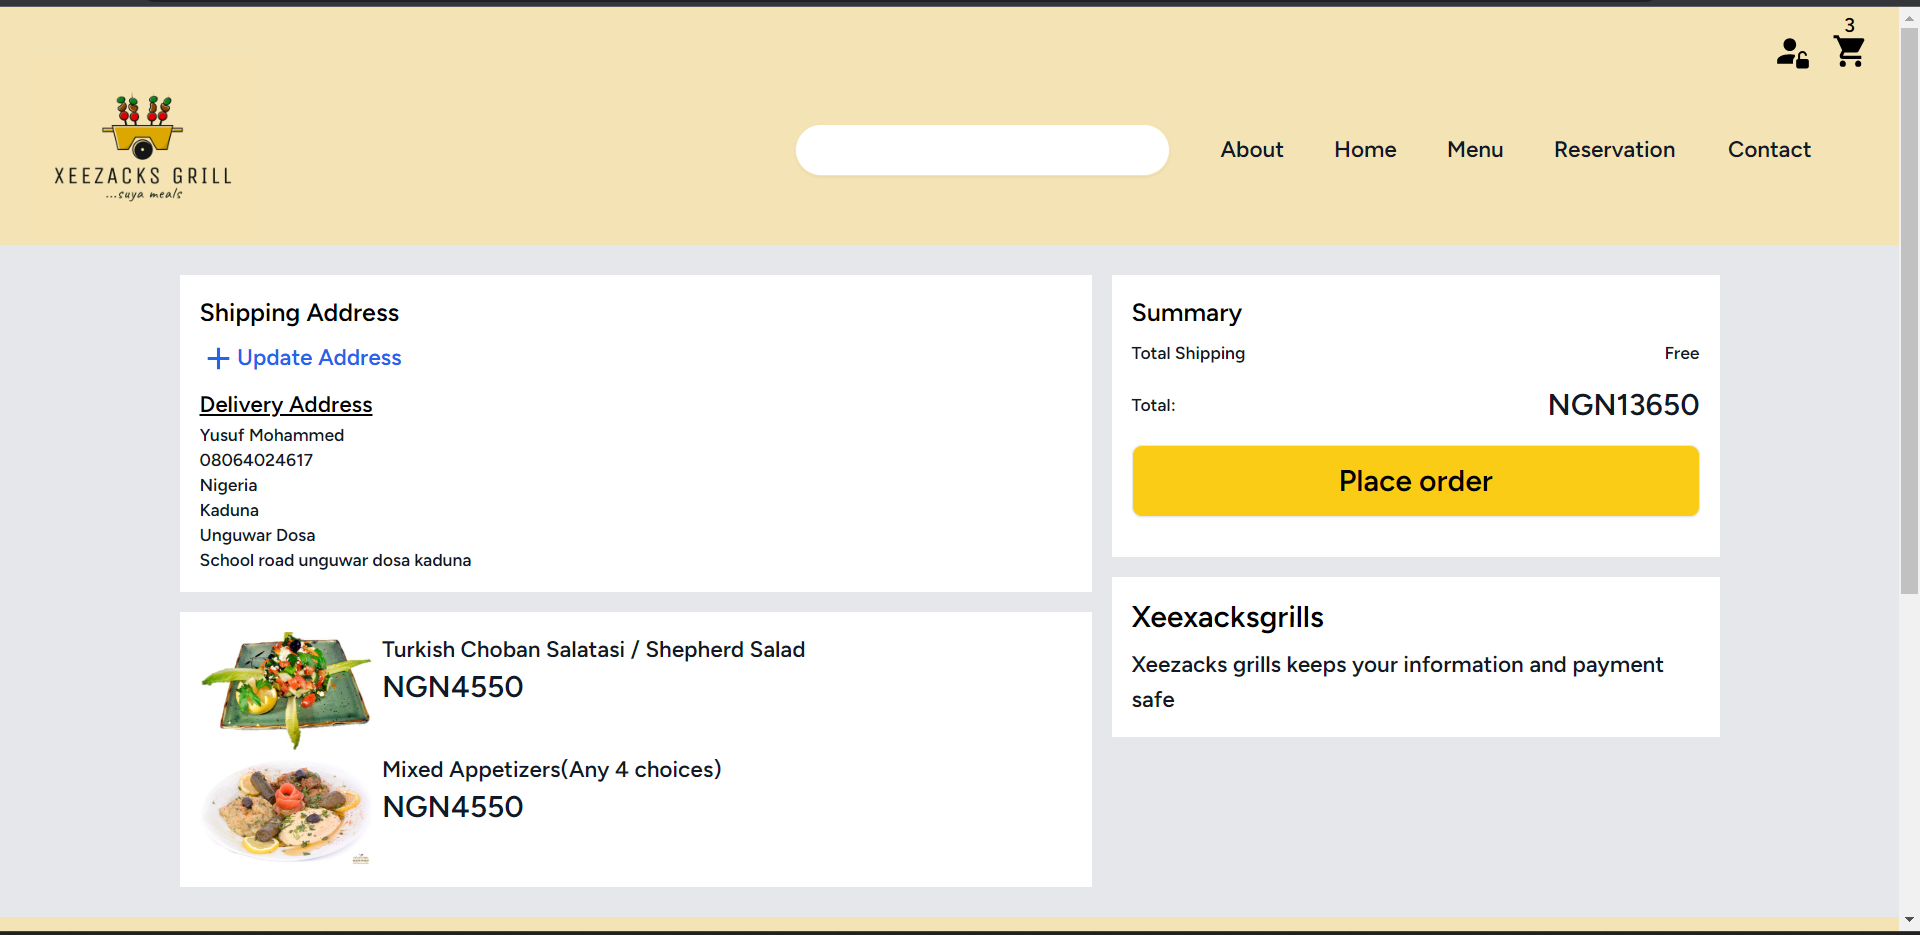 3
XEEZACKS GRILL
...suya meals
About
Home
Menu
Reservation
Contact
Shipping Address
Update Address
Delivery Address
Yusuf Mohammed
08064024617
Nigeria
Kaduna
Unguwar Dosa
School road unguwar dosa kaduna
Turkish Choban Salatasi / Shepherd Salad
NGN4550
Mixed Appetizers(Any 4 choices)
NGN4550
Summary
Total Shipping Free
Total: NGN13650
Place order
Xeexacksgrills
Xeezacks grills keeps your information and payment
safe